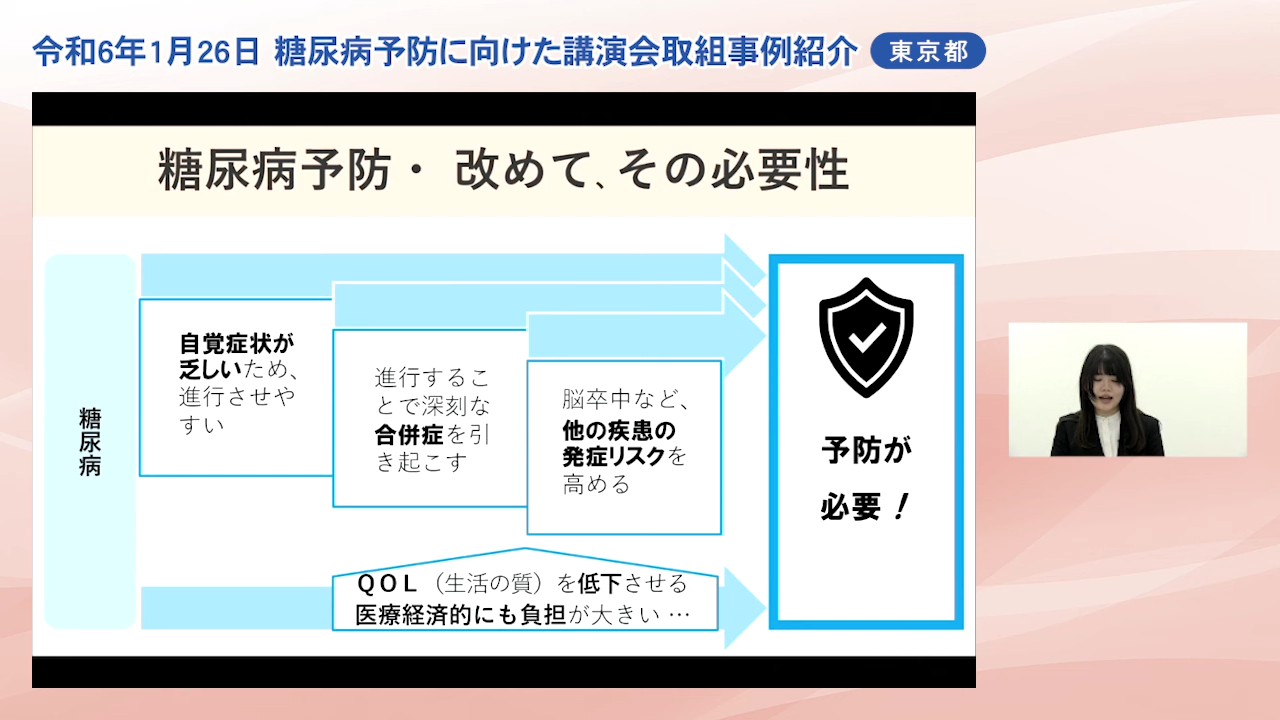 令和6年1月26日 糖尿病予防に向けた講演会取組事例紹介 東京都
糖尿病予防・ 改めて、その必要性
糖尿病
自覚症状が
乏しいため、
進行させや
すい
進行するこ
とで深刻な
合併症を引
き起こす
脳卒中など、
他の疾患の
発症リスクを
高める
QOL（生活の質）を低下させる
医療経済的にも負担が大きい …
予防が
必要！